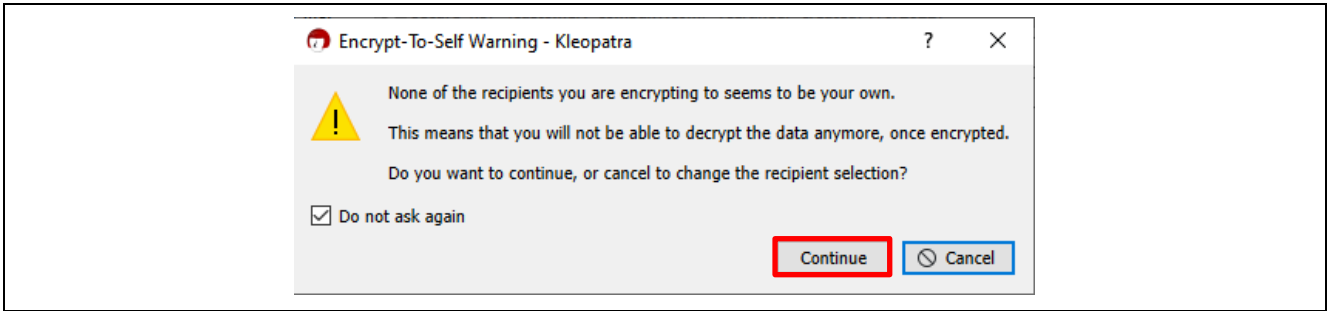 Encrypt-To-Self Warning - Kleopatra ?
None of the recipients you are encrypting to seems to be your own.
This means that you will not be able to decrypt the data anymore, once encrypted.
Do you want to continue, or cancel to change the recipient selection?
Do not ask again
Continue Cancel